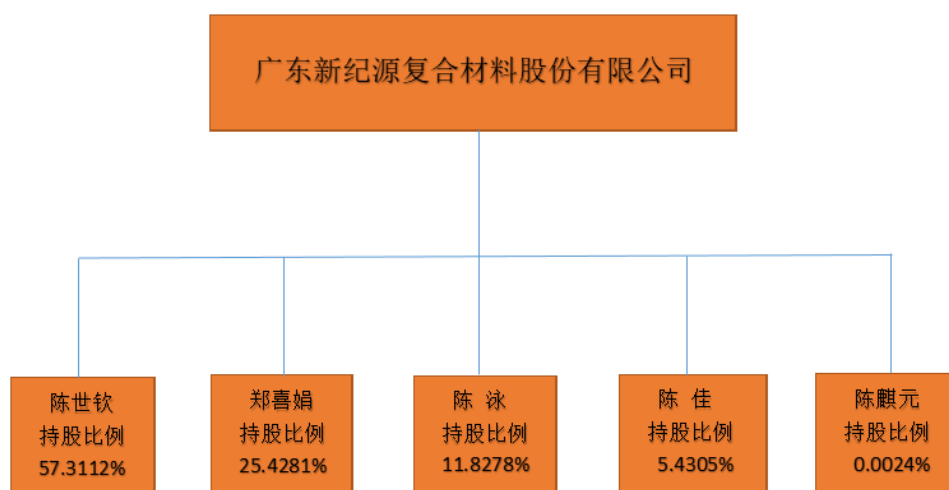 广东新纪源复合材料股份有限公司
陈世钦
持股比例
57.3112%
郑喜娟
持股比例
25.4281%
陈 泳
持股比例
11.8278%
陈 佳
持股比例
5.4305%
陈麒元
持股比例
0.0024%